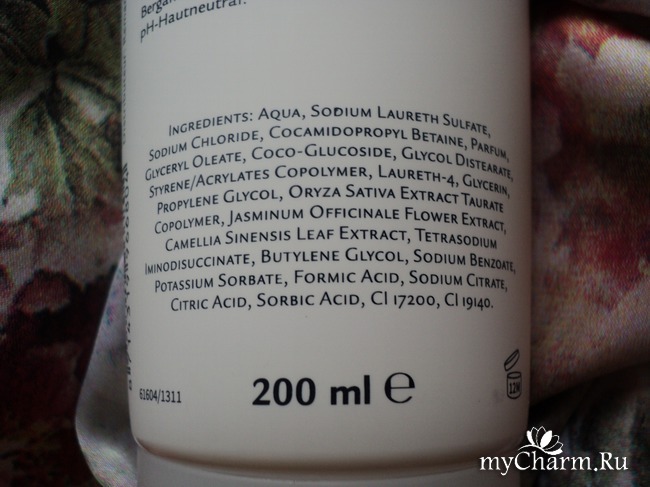 pH-Hautneutral.
Ingredients: Aqua, Sodium Laureth Sulfate,
Sodium Chloride, Cocamidopropyl Betaine, Parfum,
Glyceryl Oleate, Coco-Glucoside, Glycol Distearate,
Styrene/Acrylates Copolymer, Laureth-4, Glycerin,
Propylene Glycol, Oryza Sativa Extract Taurate
Copolymer, Jasminum Officinale Flower Extract,
Camellia Sinensis Leaf Extract, Tetrasodium
Iminodisuccinate, Butylene Glycol, Sodium Benzoate,
Potassium Sorbate, Formic Acid, Sodium Citrate,
Citric Acid, Sorbic Acid, CI 17200, CI 19140.
61604/1311
200 ml e
12M
myCharm.Ru